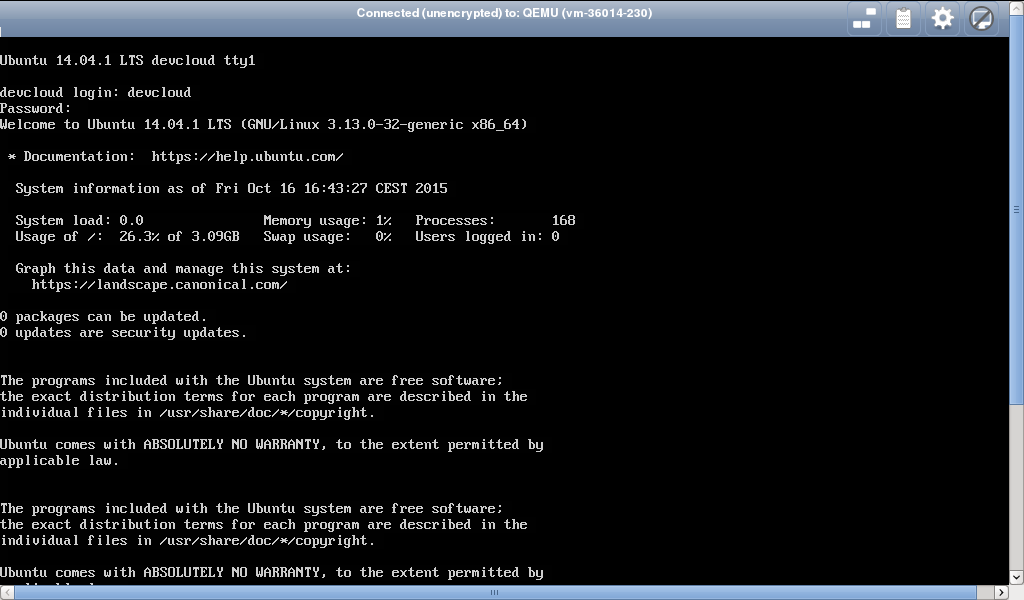 Connected (unencrypted) to: QEMU (vm-36014-230)
Ubuntu 14.04.1 LTS devcloud tty1
devcloud login: devcloud
Password:
Welcome to Ubuntu 14.04.1 LTS (GNU/Linux 3.13.0-32-generic x86_64)
* Documentation:  https://help.ubuntu.com/
System information as of Fri Oct 16 16:43:27 CEST 2015
System load: 0.0               Memory usage: 1%   Processes:       168
Usage of /:  26.3% of 3.09GB   Swap usage:   0%   Users logged in: 0
Graph this data and manage this system at:
https://landscape.canonical.com/
0 packages can be updated.
0 updates are security updates.
The programs included with the Ubuntu system are free software;
the exact distribution terms for each program are described in the
individual files in /usr/share/doc/*/copyright.
Ubuntu comes with ABSOLUTELY NO WARRANTY, to the extent permitted by
applicable law.
The programs included with the Ubuntu system are free software;
the exact distribution terms for each program are described in the
individual files in /usr/share/doc/*/copyright.
Ubuntu comes with ABSOLUTELY NO WARRANTY, to the extent permitted by